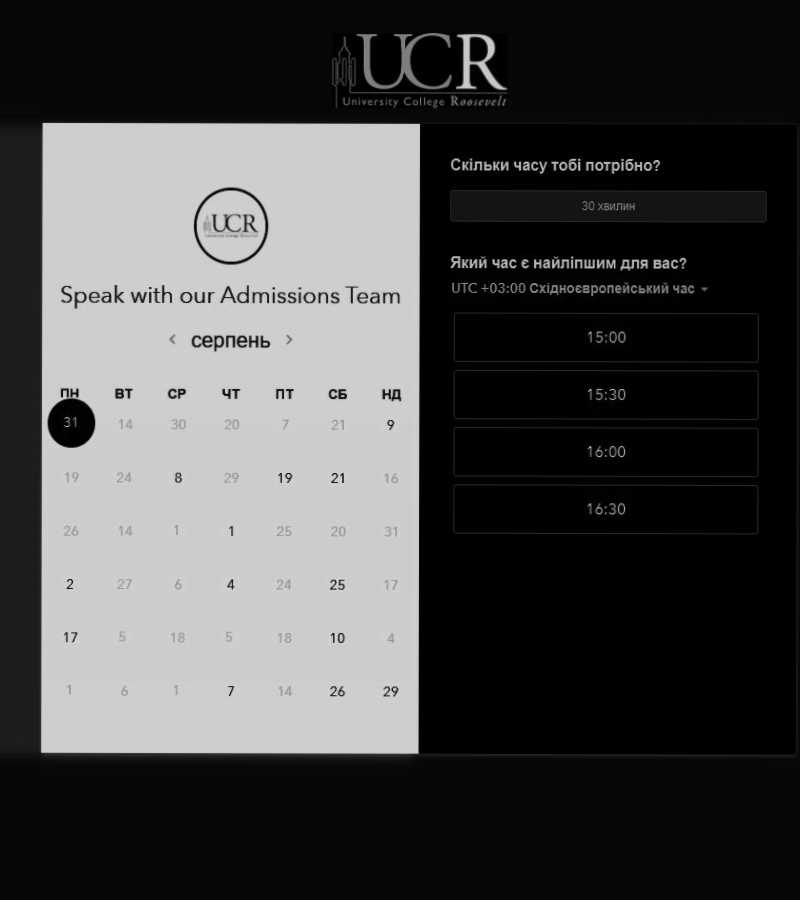 UCR
University College Roosevelt
UCR
University College Roosevelt
Speak with our Admissions Team
серпень
ПН ВТ СР ЧТ ПТ СБ НД
31 14 30 20 7 21 9
19 24 8 29 19 21 16
26 14 1 1 25 20 31
2 27 6 4 24 25 17
17 5 18 5 18 10 4
1 6 1 7 14 26 29
Скільки часу тобі потрібно?
30 хвилин
Який час є найліпшим для вас?
UTC +03:00 Східноєвропейський час
15:00
15:30
16:00
16:30